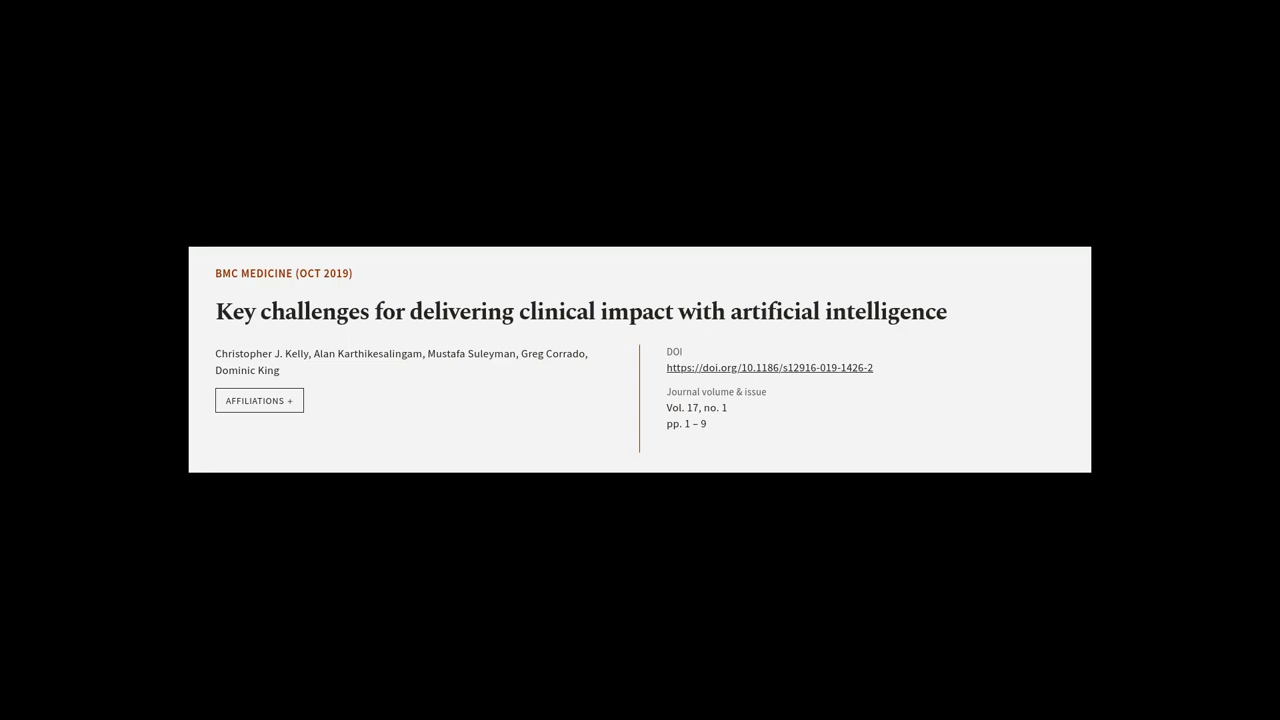 BMC MEDICINE (OCT 2019)
Key challenges for delivering clinical impact with artificial intelligence
Christopher J. Kelly, Alan Karthikesalingam, Mustafa Suleyman, Greg Corrado,
Dominic King
AFFILIATIONS +
DOI
https://doi.org/10.1186/s12916-019-1426-2
Journal volume & issue
Vol. 17, no. 1
pp. 1 – 9